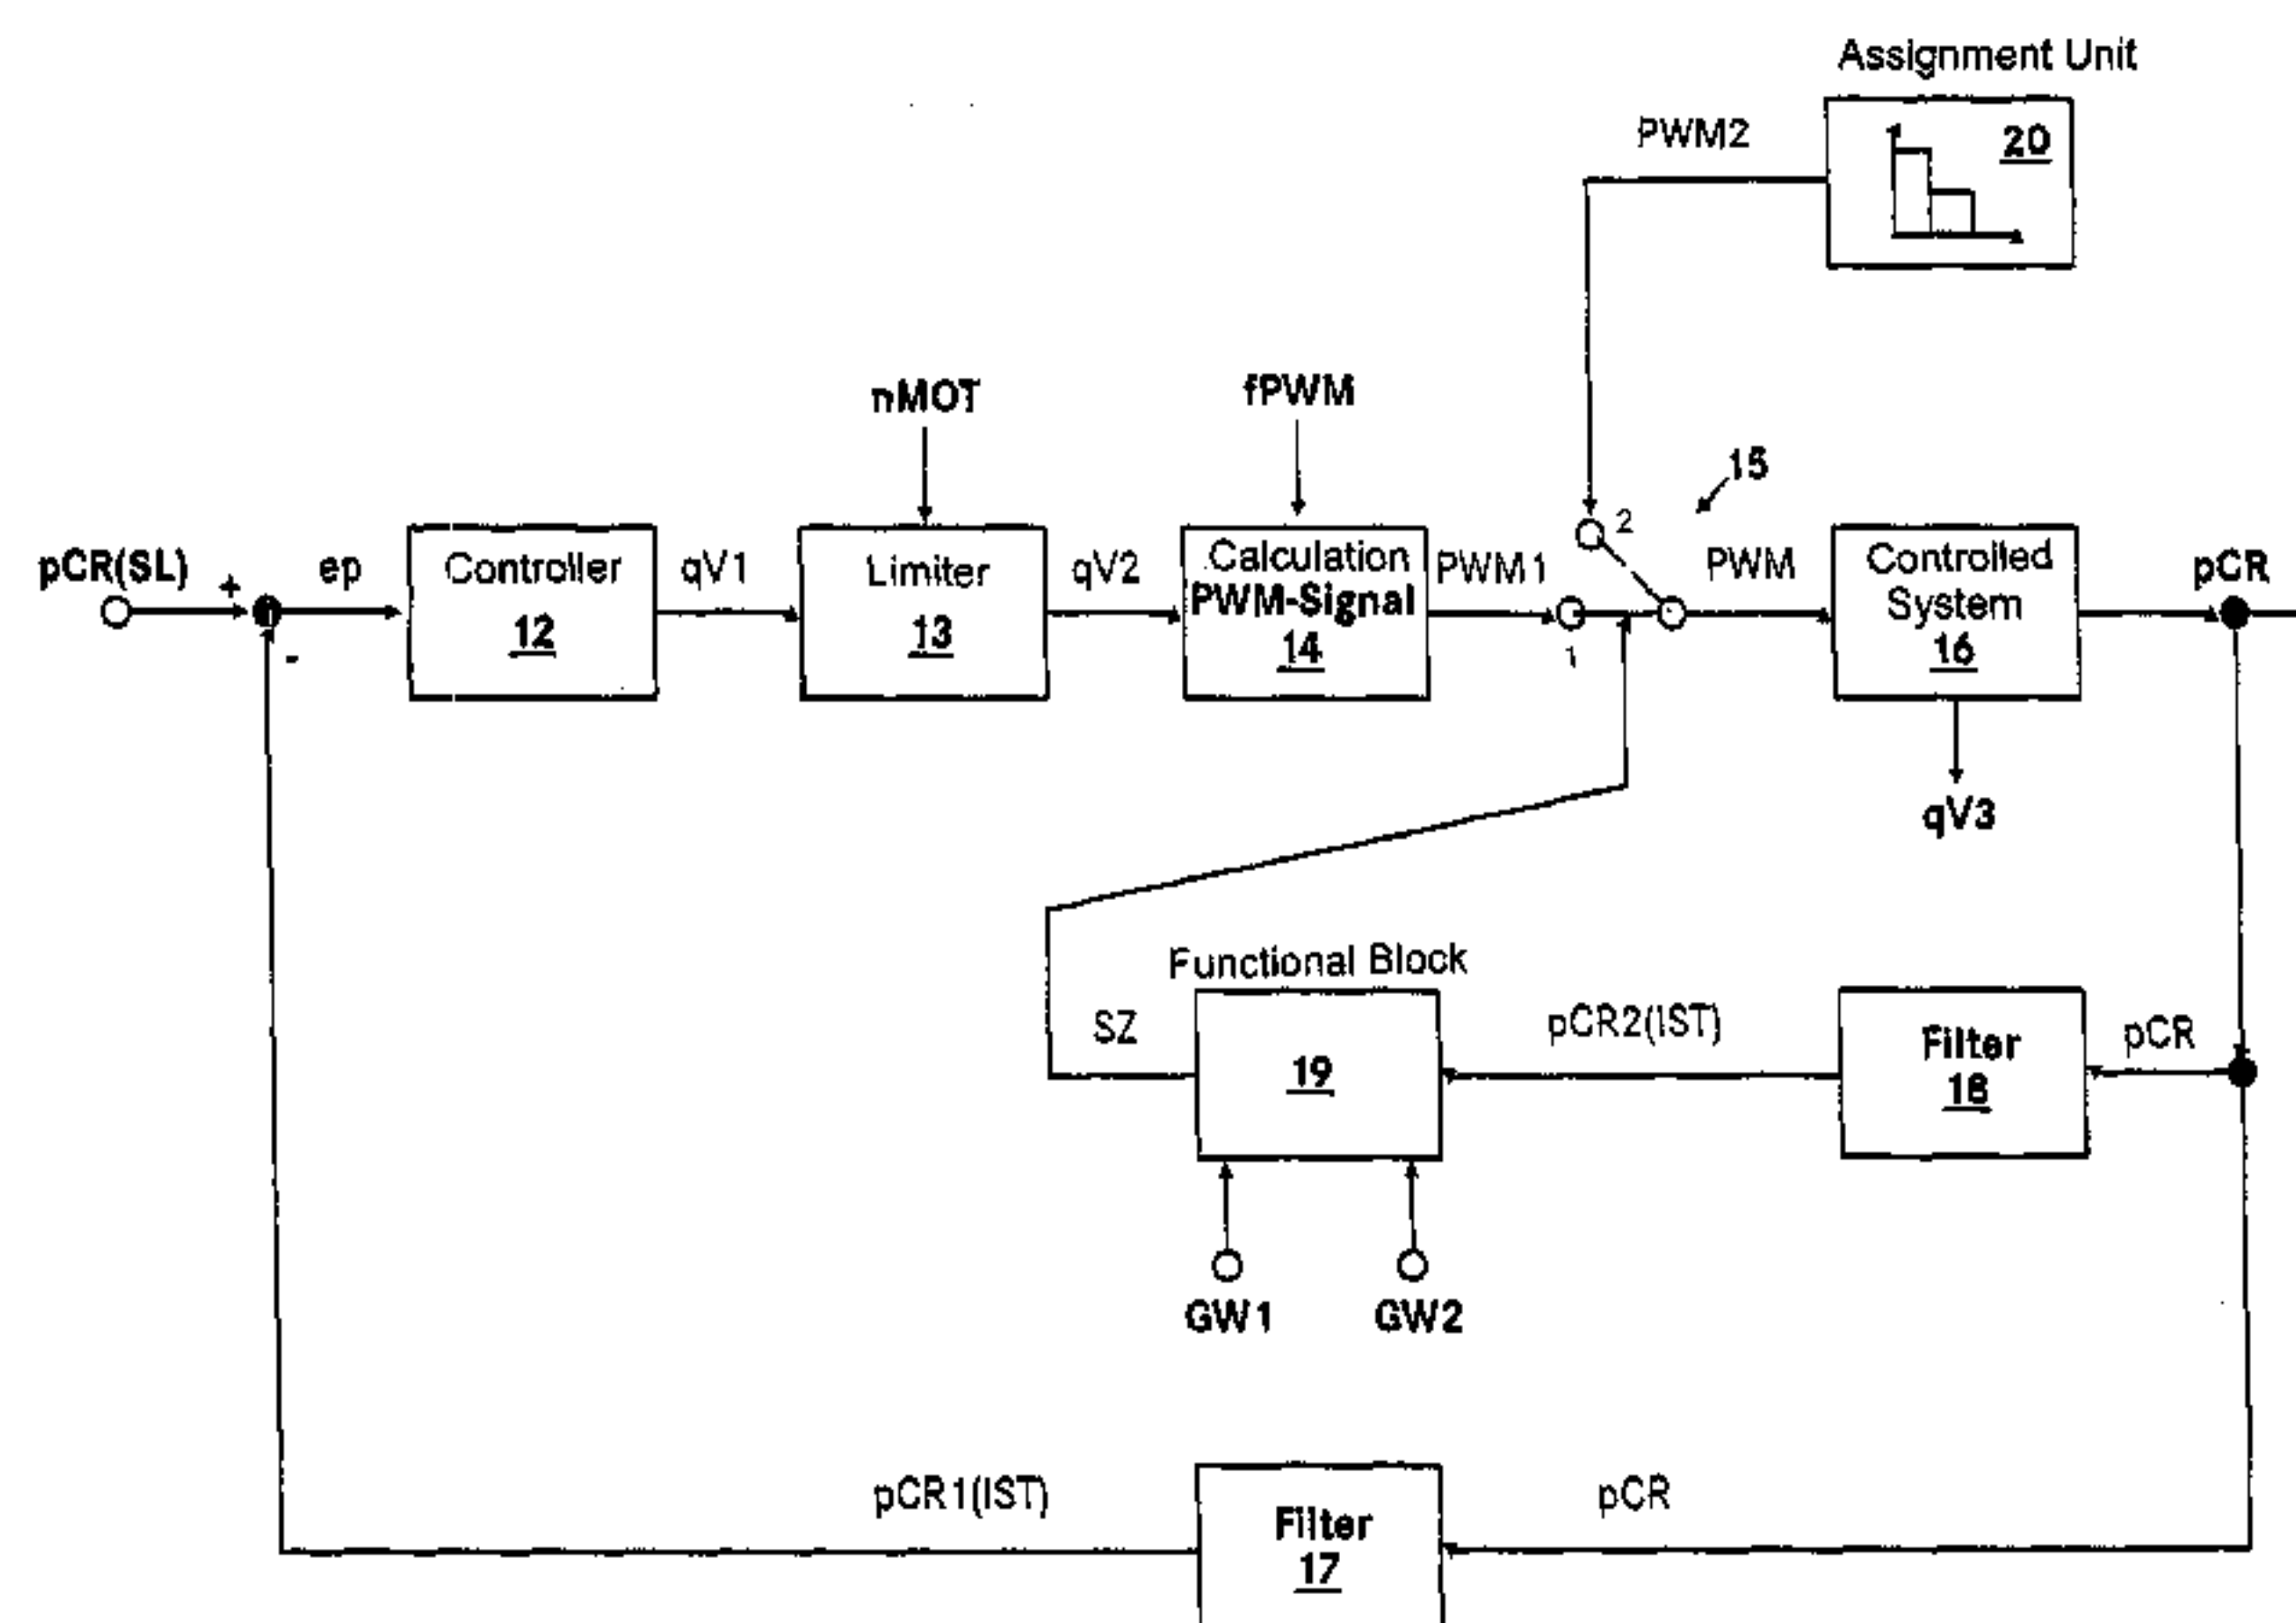 Assignment Unit
20
PWM2
nMOT
fPWM
15
2
pCR(SL)
+
-
ep
Controller
12
qV1
Limiter
13
qV2
Calculation
PWM-Signal
14
PWM1
1
PWM
Controlled
System
16
pCR
qV3
Functional Block
SZ
19
pCR2(IST)
Filter
18
pCR
GW1
GW2
pCR1(IST)
Filter
17
pCR